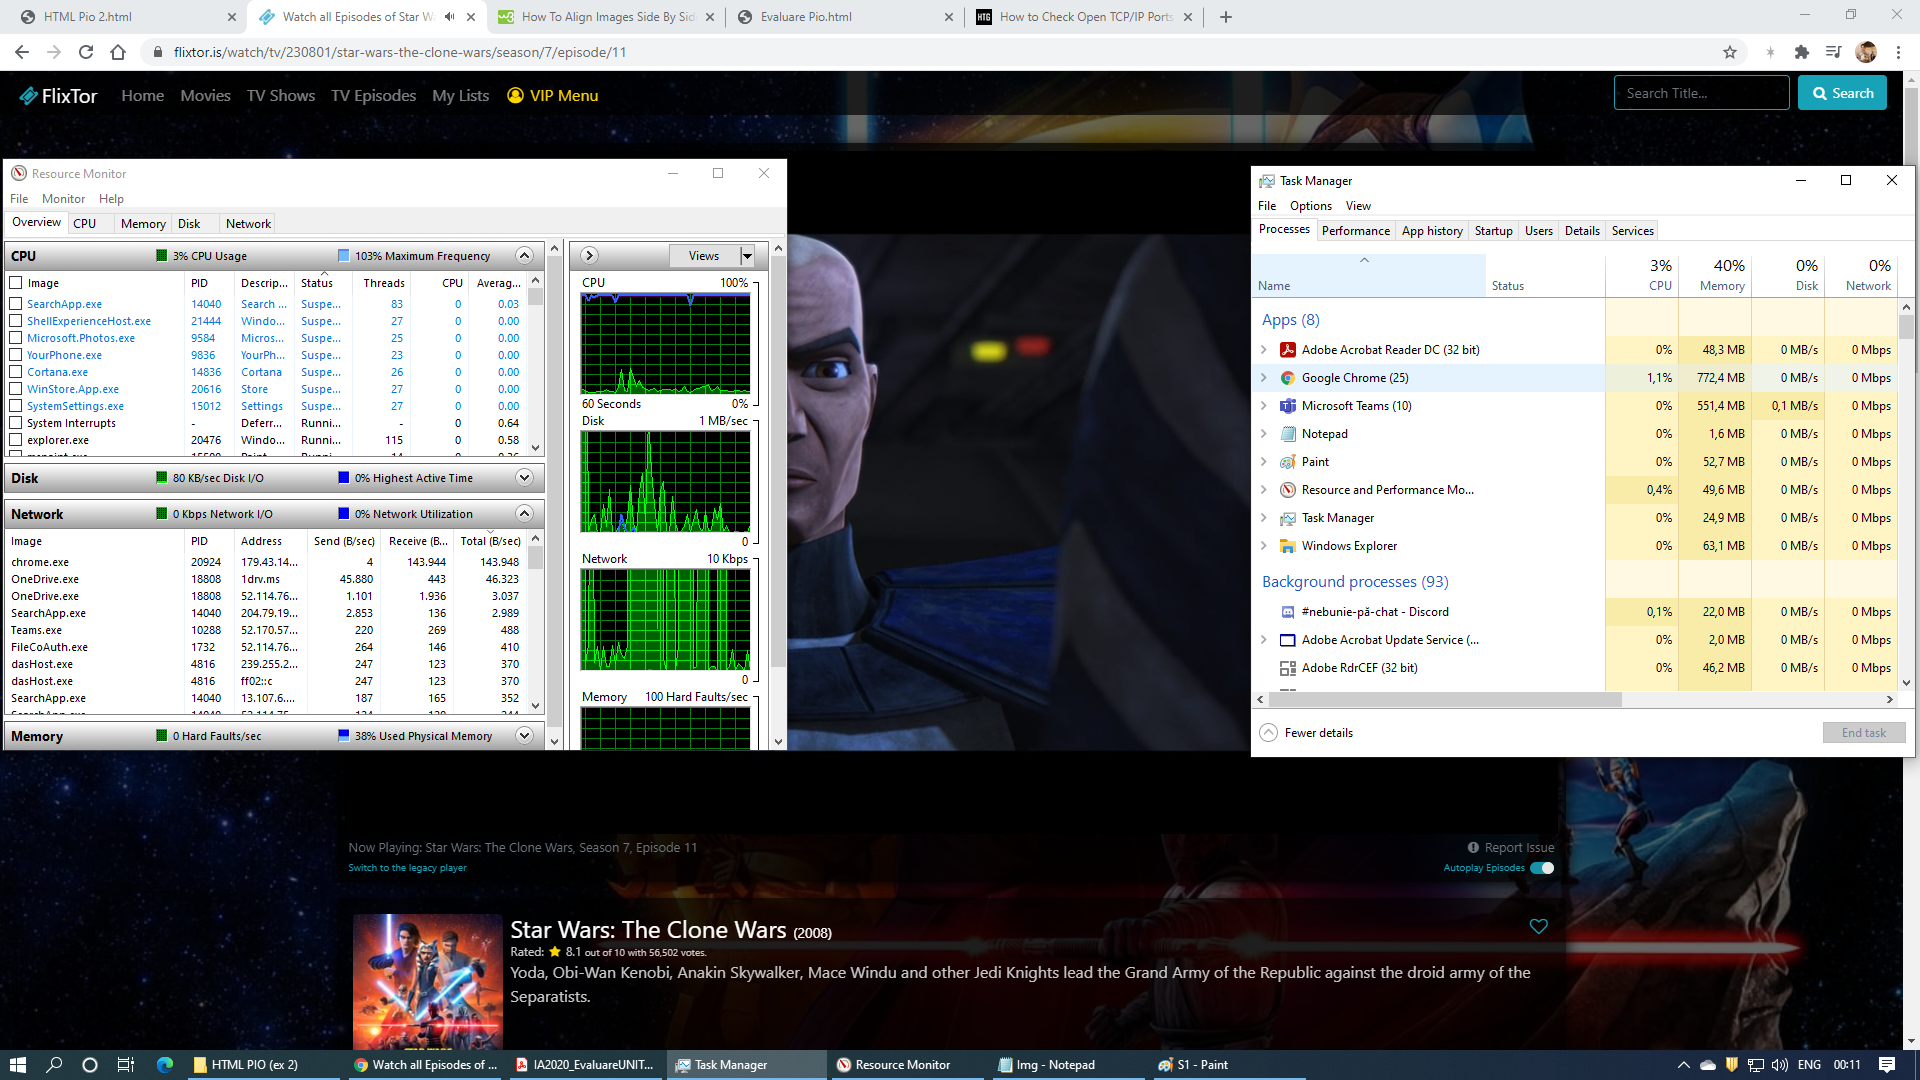 HTML Pio 2.html
Watch all Episodes of Star W
How To Align Images Side By Sid
Evaluare Pio.html
How to Check Open TCP/IP Ports
flixtor.is/watch/tv/230801/star-wars-the-clone-wars/season/7/episode/11
FlixTor Home Movies TV Shows TV Episodes My Lists VIP Menu
Search Title...
Search
Resource Monitor
File Monitor Help
Overview CPU Memory Disk Network
CPU 3% CPU Usage 103% Maximum Frequency
Image PID Descrip... Status Threads CPU Averag...
SearchApp.exe 14040 Search ... Suspe... 83 0 0.03
ShellExperienceHost.exe 21444 Windo... Suspe... 27 0 0.00
Microsoft.Photos.exe 9584 Micros... Suspe... 25 0 0.00
YourPhone.exe 9836 YourPh... Suspe... 23 0 0.00
Cortana.exe 14836 Cortana Suspe... 26 0 0.00
WinStore.App.exe 20616 Store Suspe... 27 0 0.00
SystemSettings.exe 15012 Settings Suspe... 27 0 0.00
System Interrupts - Deferr... Runni... - 0 0.64
explorer.exe 20476 Windo... Runni... 115 0 0.58
Disk 80 KB/sec Disk I/O 0% Highest Active Time
Network 0 Kbps Network I/O 0% Network Utilization
Image PID Address Send (B/sec) Receive (B... Total (B/sec)
chrome.exe 20924 179.43.14... 4 143.944 143.948
OneDrive.exe 18808 1drv.ms 45.880 443 46.323
OneDrive.exe 18808 52.114.76... 1.101 1.936 3.037
SearchApp.exe 14040 204.79.19... 2.853 136 2.989
Teams.exe 10288 52.170.57... 220 269 488
FileCoAuth.exe 1732 52.114.76... 264 146 410
dasHost.exe 4816 239.255.2... 247 123 370
dasHost.exe 4816 ff02::c 247 123 370
SearchApp.exe 14040 13.107.6.... 187 165 352
Memory 0 Hard Faults/sec 38% Used Physical Memory
Views
CPU 100%
60 Seconds 0%
Disk 1 MB/sec
0
Network 10 Kbps
0
Memory 100 Hard Faults/sec
Task Manager
File Options View
Processes Performance App history Startup Users Details Services
3% 40% 0% 0%
Name Status CPU Memory Disk Network
Apps (8)
Adobe Acrobat Reader DC (32 bit) 0% 48,3 MB 0 MB/s 0 Mbps
Google Chrome (25) 1,1% 772,4 MB 0 MB/s 0 Mbps
Microsoft Teams (10) 0% 551,4 MB 0,1 MB/s 0 Mbps
Notepad 0% 1,6 MB 0 MB/s 0 Mbps
Paint 0% 52,7 MB 0 MB/s 0 Mbps
Resource and Performance Mo... 0,4% 49,6 MB 0 MB/s 0 Mbps
Task Manager 0% 24,9 MB 0 MB/s 0 Mbps
Windows Explorer 0% 63,1 MB 0 MB/s 0 Mbps
Background processes (93)
#nebunie-pă-chat - Discord 0,1% 22,0 MB 0 MB/s 0 Mbps
Adobe Acrobat Update Service (... 0% 2,0 MB 0 MB/s 0 Mbps
Adobe RdrCEF (32 bit) 0% 46,2 MB 0 MB/s 0 Mbps
Fewer details
End task
Now Playing: Star Wars: The Clone Wars, Season 7, Episode 11
Report Issue
Switch to the legacy player
Autoplay Episodes
Star Wars: The Clone Wars (2008)
Rated: 8.1 out of 10 with 56,502 votes.
Yoda, Obi-Wan Kenobi, Anakin Skywalker, Mace Windu and other Jedi Knights lead the Grand Army of the Republic against the droid army of the
Separatists.
HTML PIO (ex 2)
Watch all Episodes of ...
IA2020_EvaluareUNIT...
Task Manager
Resource Monitor
Img - Notepad
S1 - Paint
ENG
00:11